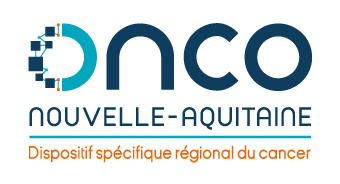 ONCO
NOUVELLE-AQUITAINE
Dispositif spécifique régional du cancer